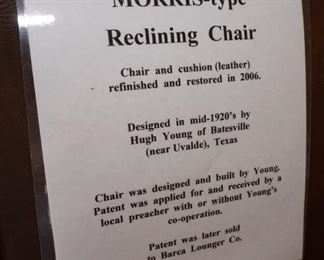 MORRIS-type
Reclining Chair
Chair and cushion (leather)
refinished and restored in 2006.
Designed in mid-1920's by
Hugh Young of Batesville
(near Uvalde), Texas
Chair was designed and built by Young.
Patent was applied for and received by a
local preacher with or without Young's
co-operation.
Patent was later sold
to Barca Lounger Co.